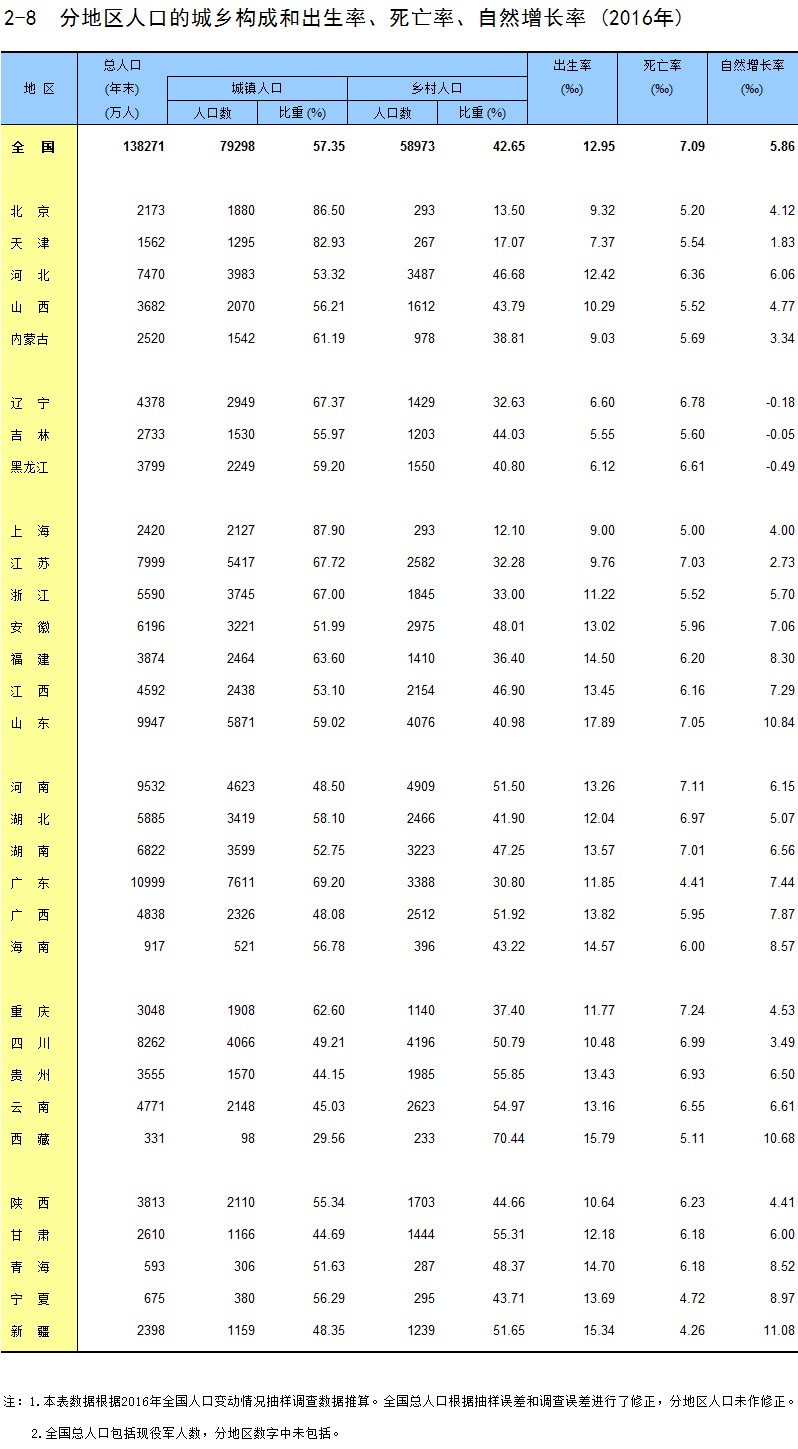 2-8 分地区人口的城乡构成和出生率、死亡率、自然增长率 (2016年)
地 区 总人口 (年末) (万人) 城镇人口 乡村人口 出生率 (‰) 死亡率 (‰) 自然增长率 (‰)
人口数 比重(%) 人口数 比重(%)
全 国 138271 79298 57.35 58973 42.65 12.95 7.09 5.86
北 京 2173 1880 86.50 293 13.50 9.32 5.20 4.12
天 津 1562 1295 82.93 267 17.07 7.37 5.54 1.83
河 北 7470 3983 53.32 3487 46.68 12.42 6.36 6.06
山 西 3682 2070 56.21 1612 43.79 10.29 5.52 4.77
内蒙古 2520 1542 61.19 978 38.81 9.03 5.69 3.34
辽 宁 4378 2949 67.37 1429 32.63 6.60 6.78 -0.18
吉 林 2733 1530 55.97 1203 44.03 5.55 5.60 -0.05
黑龙江 3799 2249 59.20 1550 40.80 6.12 6.61 -0.49
上 海 2420 2127 87.90 293 12.10 9.00 5.00 4.00
江 苏 7999 5417 67.72 2582 32.28 9.76 7.03 2.73
浙 江 5590 3745 67.00 1845 33.00 11.22 5.52 5.70
安 徽 6196 3221 51.99 2975 48.01 13.02 5.96 7.06
福 建 3874 2464 63.60 1410 36.40 14.50 6.20 8.30
江 西 4592 2438 53.10 2154 46.90 13.45 6.16 7.29
山 东 9947 5871 59.02 4076 40.98 17.89 7.05 10.84
河 南 9532 4623 48.50 4909 51.50 13.26 7.11 6.15
湖 北 5885 3419 58.10 2466 41.90 12.04 6.97 5.07
湖 南 6822 3599 52.75 3223 47.25 13.57 7.01 6.56
广 东 10999 7611 69.20 3388 30.80 11.85 4.41 7.44
广 西 4838 2326 48.08 2512 51.92 13.82 5.95 7.87
海 南 917 521 56.78 396 43.22 14.57 6.00 8.57
重 庆 3048 1908 62.60 1140 37.40 11.77 7.24 4.53
四 川 8262 4066 49.21 4196 50.79 10.48 6.99 3.49
贵 州 3555 1570 44.15 1985 55.85 13.43 6.93 6.50
云 南 4771 2148 45.03 2623 54.97 13.16 6.55 6.61
西 藏 331 98 29.56 233 70.44 15.79 5.11 10.68
陕 西 3813 2110 55.34 1703 44.66 10.64 6.23 4.41
甘 肃 2610 1166 44.69 1444 55.31 12.18 6.18 6.00
青 海 593 306 51.63 287 48.37 14.70 6.18 8.52
宁 夏 675 380 56.29 295 43.71 13.69 4.72 8.97
新 疆 2398 1159 48.35 1239 51.65 15.34 4.26 11.08
注：1.本表数据根据2016年全国人口变动情况抽样调查数据推算。全国总人口根据抽样误差和调查误差进行了修正，分地区人口未作修正。
2.全国总人口包括现役军人数，分地区数字中未包括。